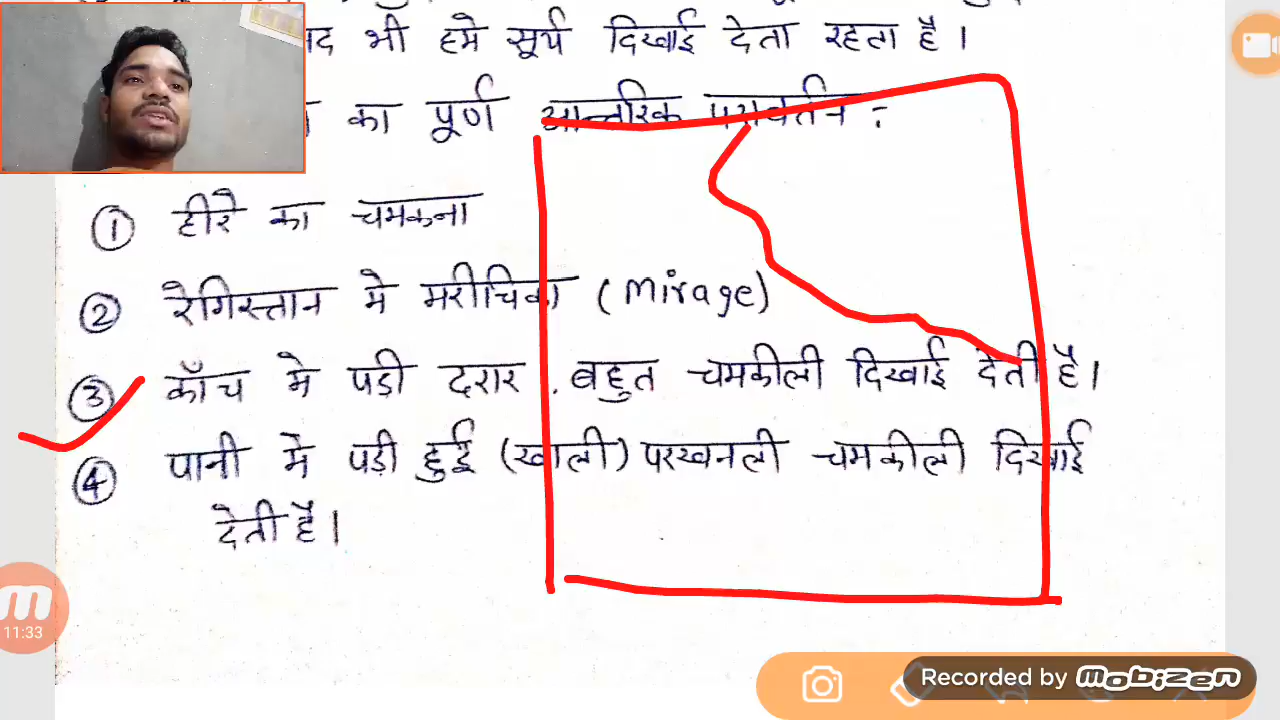 भी हमे सूर्य दिखाई देता रहता है।
का पूर्ण आन्तरिक परावर्तन :
① हीरे का चमकना
② रेगिस्तान मे मरीचिका (Mirage)
③ काँच मे पड़ी दरार . बहुत चमकीली दिखाई देती है।
④ पानी मे पड़ी हुई (खाली) परखनली चमकीली दिखाई
देती है।
11:33
Recorded by mobizen